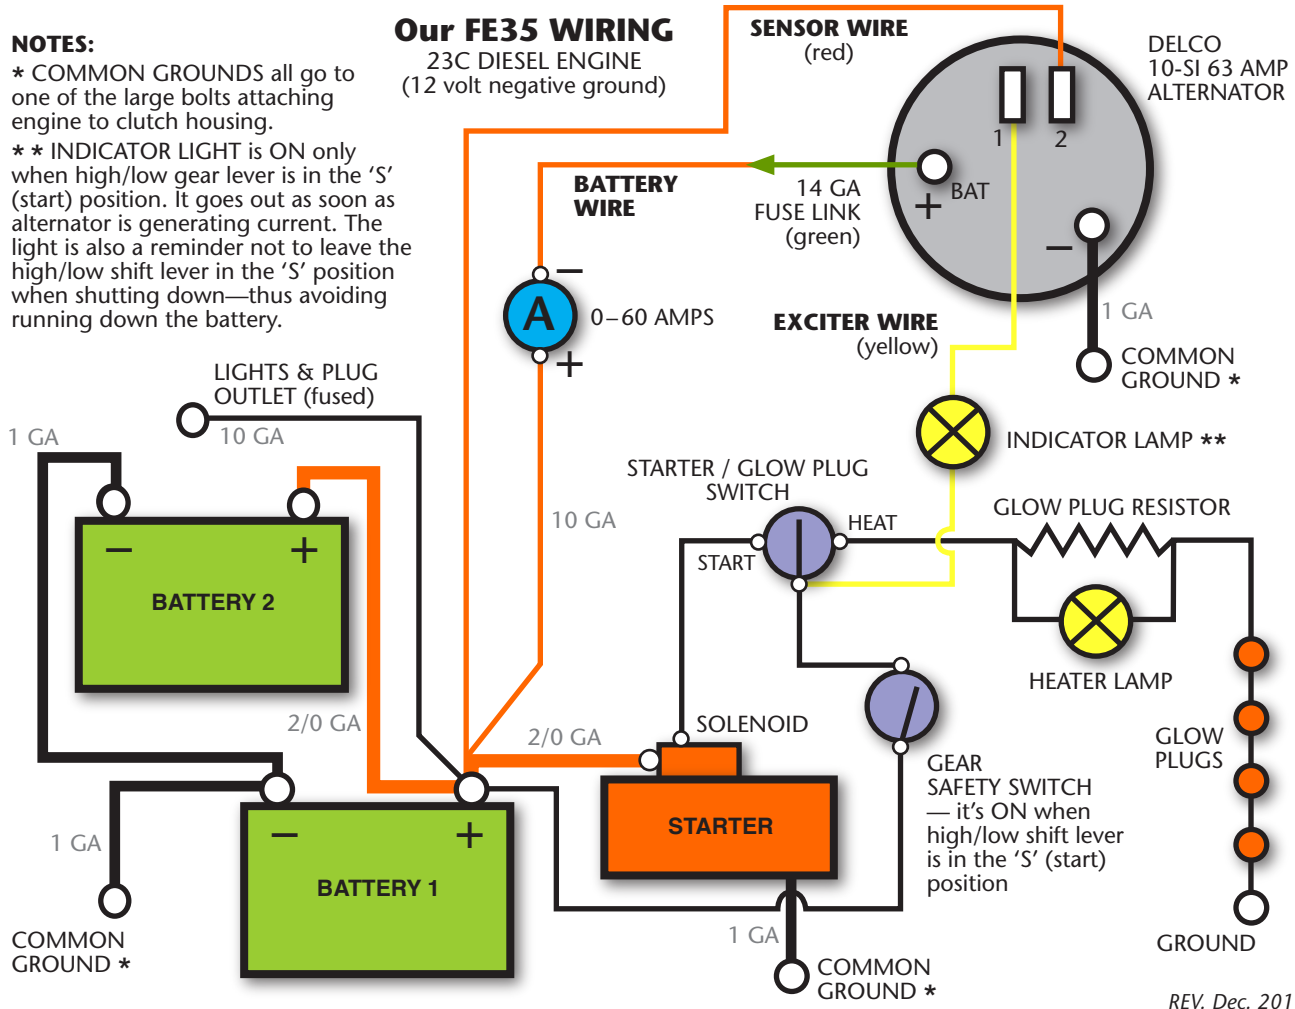 Our FE35 WIRING
23C DIESEL ENGINE
(12 volt negative ground)
NOTES:
* COMMON GROUNDS all go to
one of the large bolts attaching
engine to clutch housing.
* * INDICATOR LIGHT is ON only
when high/low gear lever is in the ‘S’
(start) position. It goes out as soon as
alternator is generating current. The
light is also a reminder not to leave the
high/low shift lever in the ‘S’ position
when shutting down—thus avoiding
running down the battery.
SENSOR WIRE
(red)
DELCO
10-SI 63 AMP
ALTERNATOR
1
2
BATTERY
WIRE
14 GA
FUSE LINK
(green)
BAT
+
−
−
A
0–60 AMPS
+
EXCITER WIRE
(yellow)
1 GA
COMMON
GROUND *
LIGHTS & PLUG
OUTLET (fused)
10 GA
1 GA
INDICATOR LAMP **
STARTER / GLOW PLUG
SWITCH
HEAT
START
GLOW PLUG RESISTOR
10 GA
−
+
BATTERY 2
HEATER LAMP
2/0 GA
2/0 GA
SOLENOID
GLOW
PLUGS
GEAR
SAFETY SWITCH
— it's ON when
high/low shift lever
is in the ‘S’ (start)
position
STARTER
−
+
BATTERY 1
1 GA
COMMON
GROUND *
1 GA
COMMON
GROUND *
GROUND
REV. Dec. 201